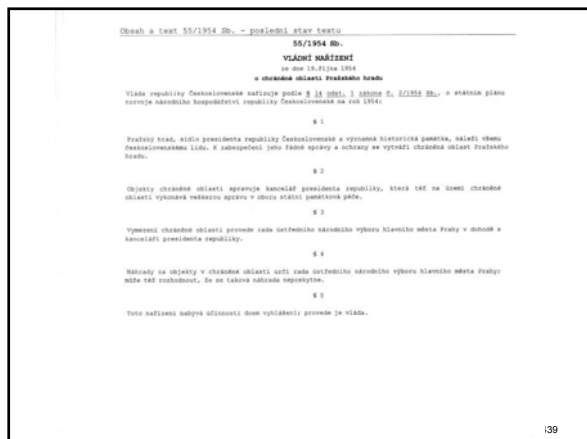 Obsah a text 55/1954 Sb. - poslední stav textu
55/1954 Sb.
VLÁDNÍ NAŘÍZENÍ
ze dne 19.října 1954
o chráněné oblasti Pražského hradu
Vláda republiky Československé nařizuje podle § 14 odst. 1 zákona č. 2/1954 Sb., o státním plánu
rozvoje národního hospodářství republiky Československé na rok 1954:
§ 1
Pražský hrad, sídlo presidenta republiky Československé a významná historická památka, náleží všemu
československému lidu. K zabezpečení jeho řádné správy a ochrany se vytváří chráněná oblast Pražského
hradu.
§ 2
Objekty chráněné oblasti spravuje kancelář presidenta republiky, která též na území chráněné
oblasti vykonává veškerou správu v oboru státní památková péče.
§ 3
Vymezení chráněné oblasti provede rada ústředního národního výboru hlavního města Prahy v dohodě s
kanceláří presidenta republiky.
§ 4
Náhrady za objekty v chráněné oblasti určí rada ústředního národního výboru hlavního města Prahy;
může též rozhodnout, že se taková náhrada neposkytne.
§ 5
Toto nařízení nabývá účinnosti dnem vyhlášení; provede je vláda.
39